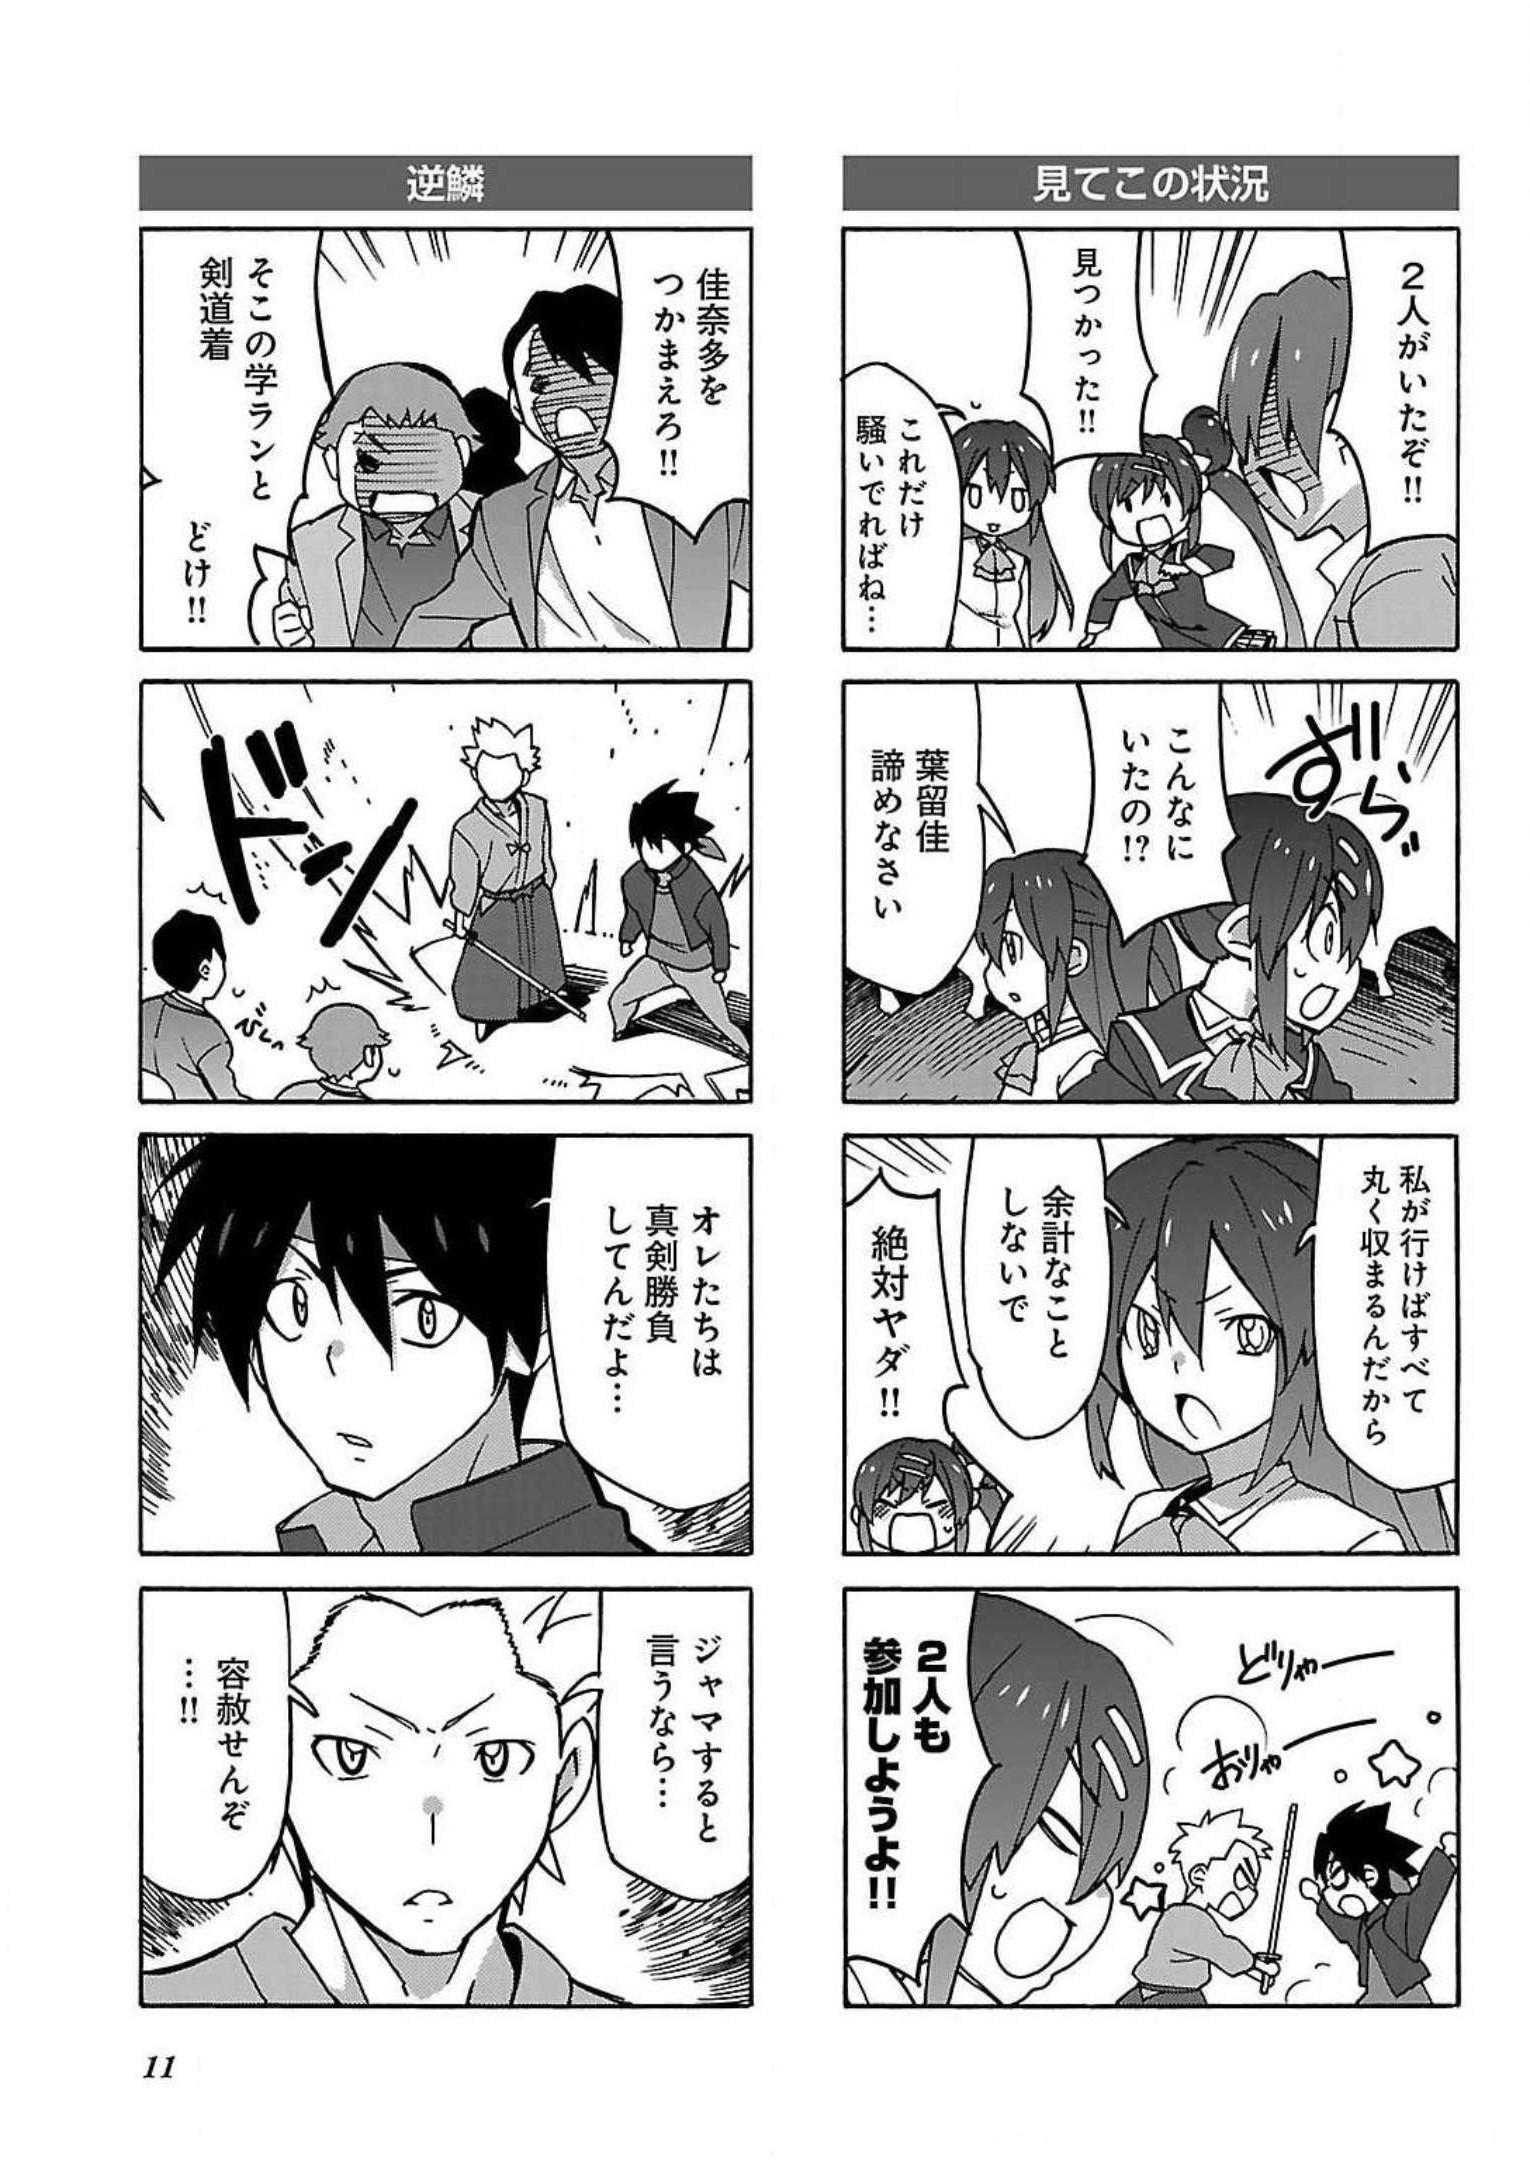 見てこの状況
2人がいたぞ!!
見つかった!!
これだけ
騒いでればね…
ずらっ
こんなに
いたの!?
葉留佳
諦めなさい
私が行けばすべて
丸く収まるんだから
余計なこと
しないで
絶対ヤダ!!
どりゃー
おりゃー
2人も
参加しようよ!!
逆鱗
佳奈多を
つかまえろ!!
そこの学ランと
剣道着
どけ!!
ドンッ
びくっ
オレたちは
真剣勝負
してんだよ…
ジャマすると
言うなら…
容赦せんぞ
…!!
11